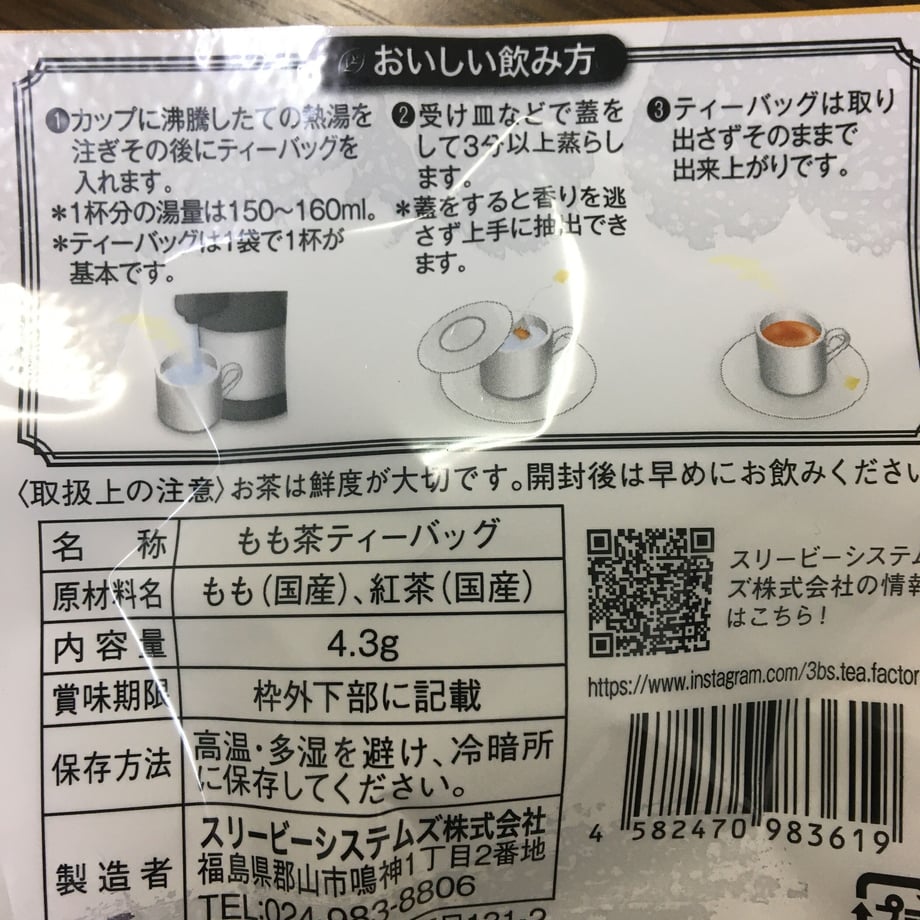 おいしい飲み方
❶カップに沸騰したての熱湯を
注ぎその後にティーバッグを
入れます。
*1杯分の湯量は150~160ml。
*ティーバッグは1袋で1杯が
基本です。
❷受け皿などで蓋を
して3分以上蒸らし
ます。
*蓋をすると香りを逃
さず上手に抽出でき
ます。
❸ティーバッグは取り
出さずそのままで
出来上がりです。
〈取扱上の注意〉お茶は鮮度が大切です。開封後は早めにお飲みください
名称 もも茶ティーバッグ
原材料名 もも(国産)、紅茶(国産)
内容量 4.3g
賞味期限 枠外下部に記載
保存方法 高温・多湿を避け、冷暗所
に保存してください。
製造者 スリービーシステムズ株式会社
福島県郡山市鳴神1丁目2番地
TEL:024-983-8806
スリービーシステム
ズ株式会社の情報
はこちら!
https://www.instagram.com/3bs.tea.factor
4 582470 983619